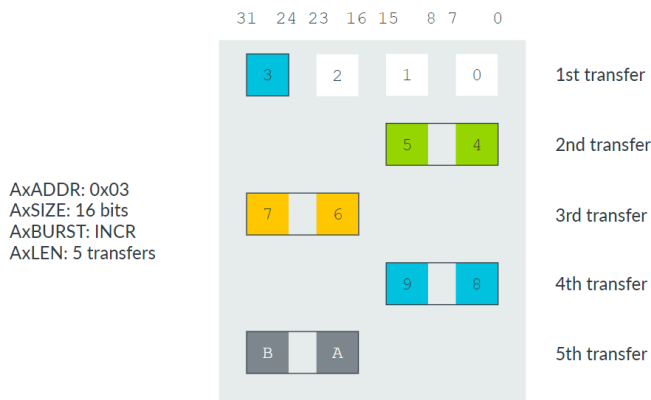 31 24 23 16 15 8 7 0
3 2 1 0 1st transfer
5 4 2nd transfer
AxADDR: 0x03
AxSIZE: 16 bits
AxBURST: INCR
AxLEN: 5 transfers
7 6 3rd transfer
9 8 4th transfer
B A 5th transfer